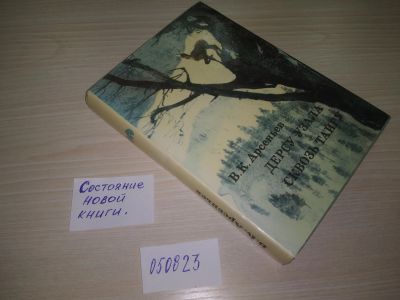 В.К.Арсеньев
ДЕРСУ УЗАЛА
СКВОЗЬ ТАЙГУ
Состояние
новой
книги.
050823